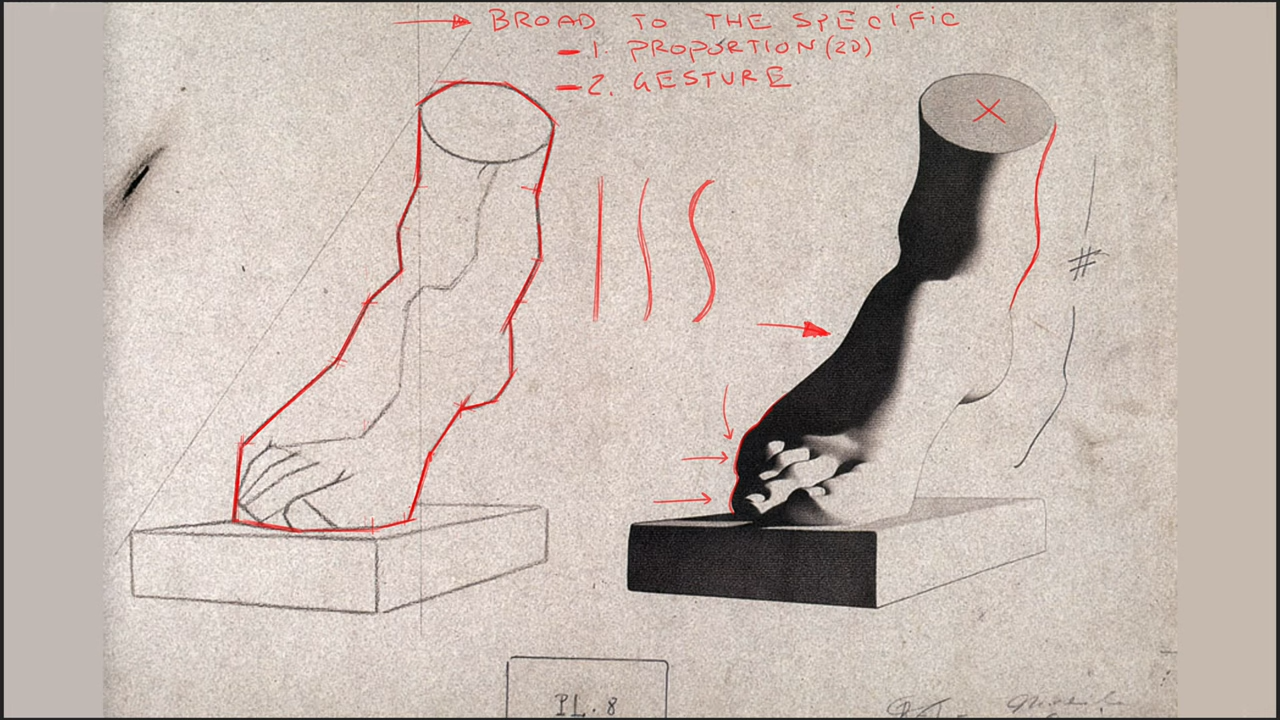 BROAD TO THE SPECIFIC
- 1. PROPORTION (2D)
- 2. GESTURE
#
PL. 8